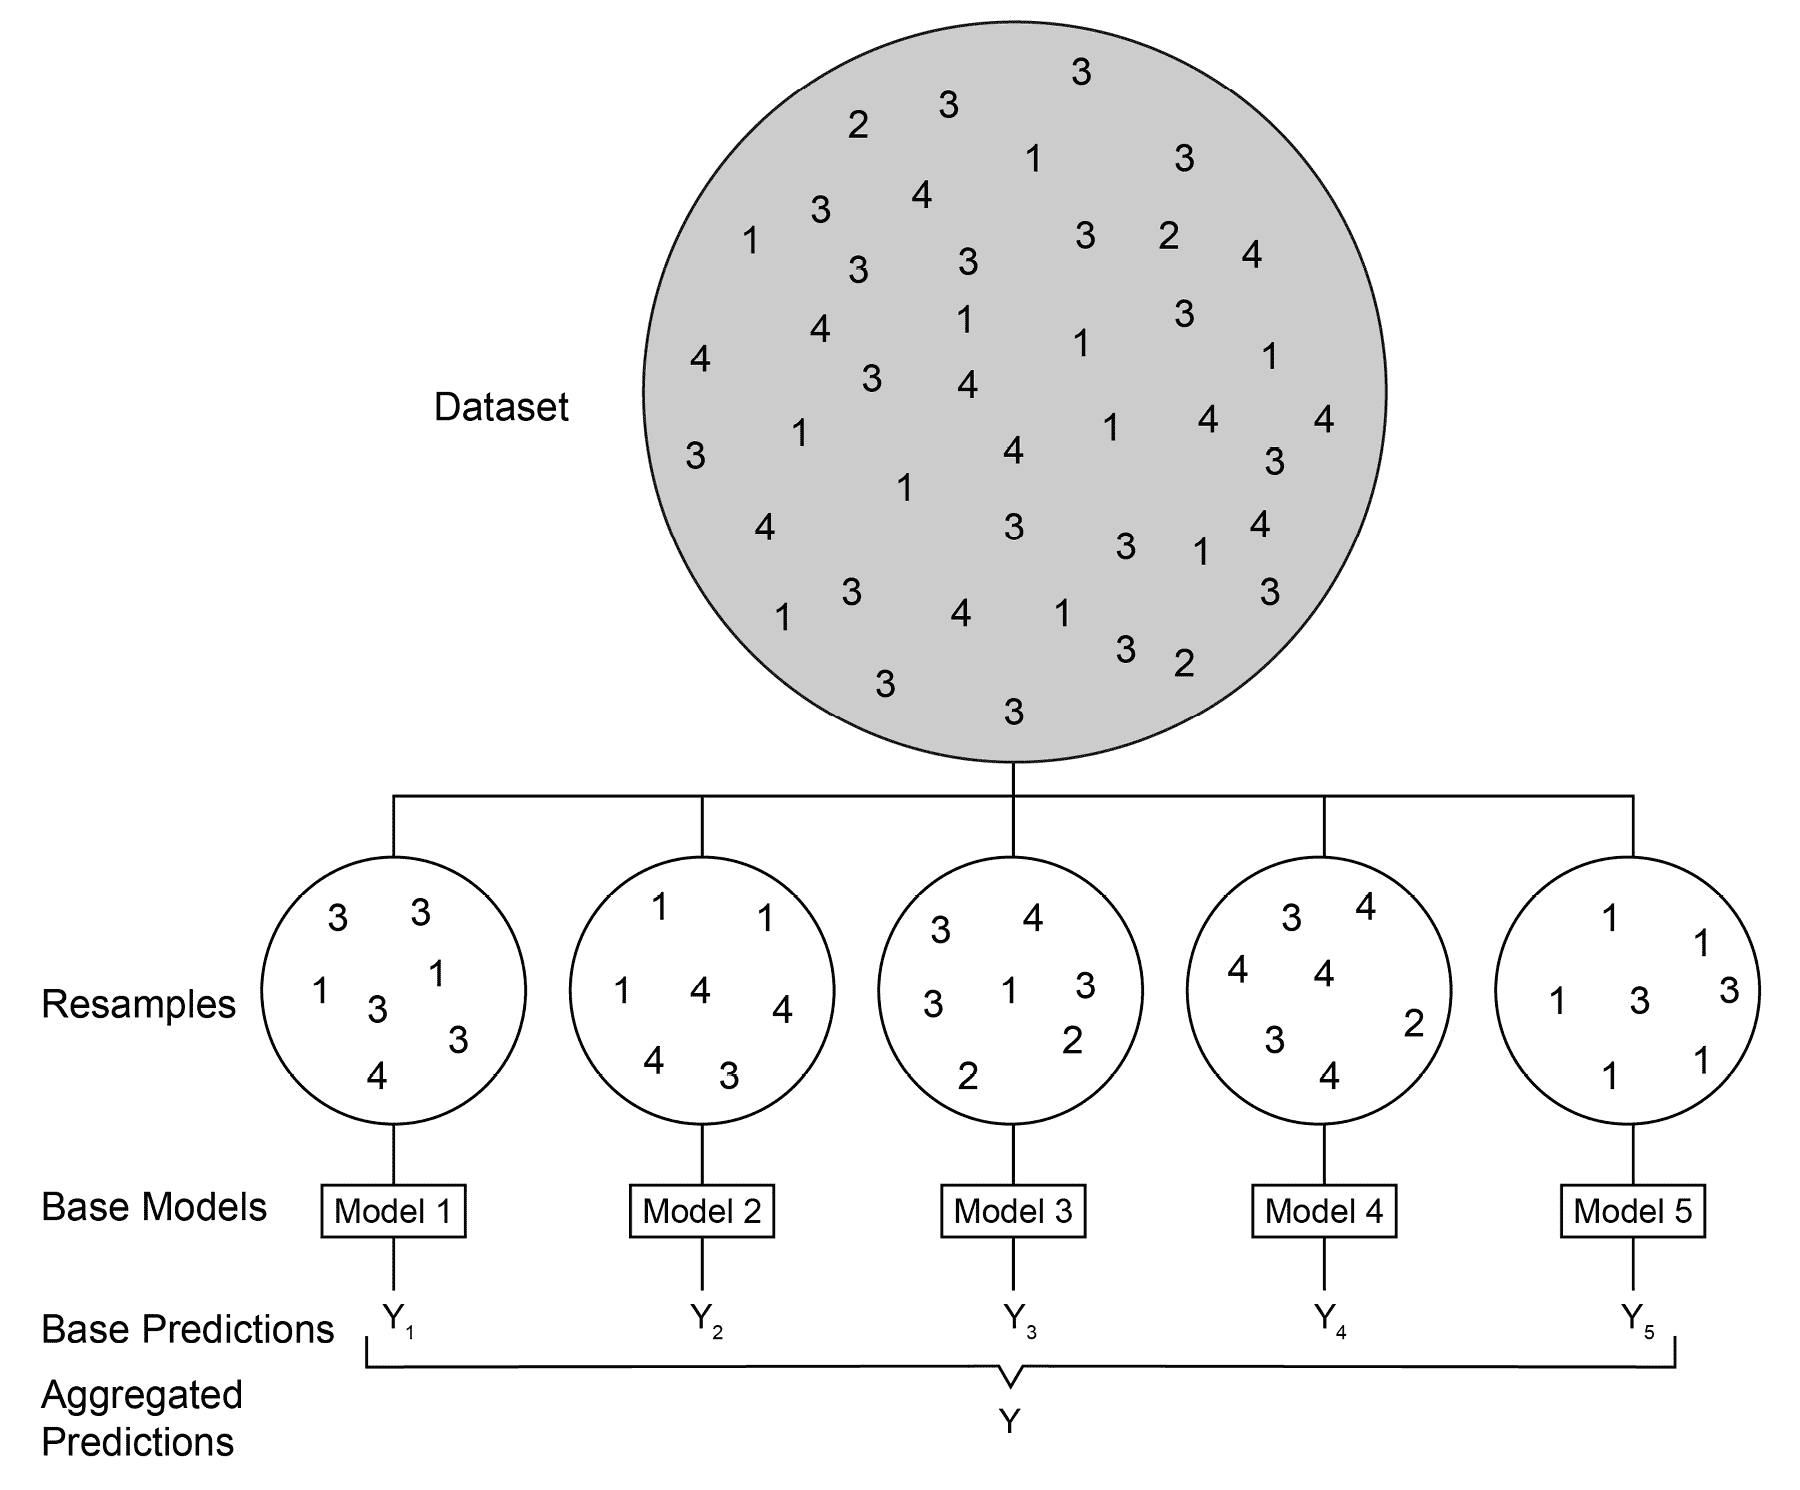 3
2 3
1 3
3 4
1 3 2 4
3 3
4 1 3
4 1 1
3 4
1 1 4 4
3 4 3
1
4 3 4
3 1
3 3
1 4 1
3 2
3
3
Dataset
3 3
1 3 1
3
4
1 1
1 4 4
4 3
3 4
3 1 3
2
2
3 4
4 4
3 2
4
1 1
1 3 3
1 1
Resamples
Base Models
Model 1 Model 2 Model 3 Model 4 Model 5
Base Predictions
Y₁ Y₂ Y₃ Y₄ Y₅
Aggregated
Predictions
Y